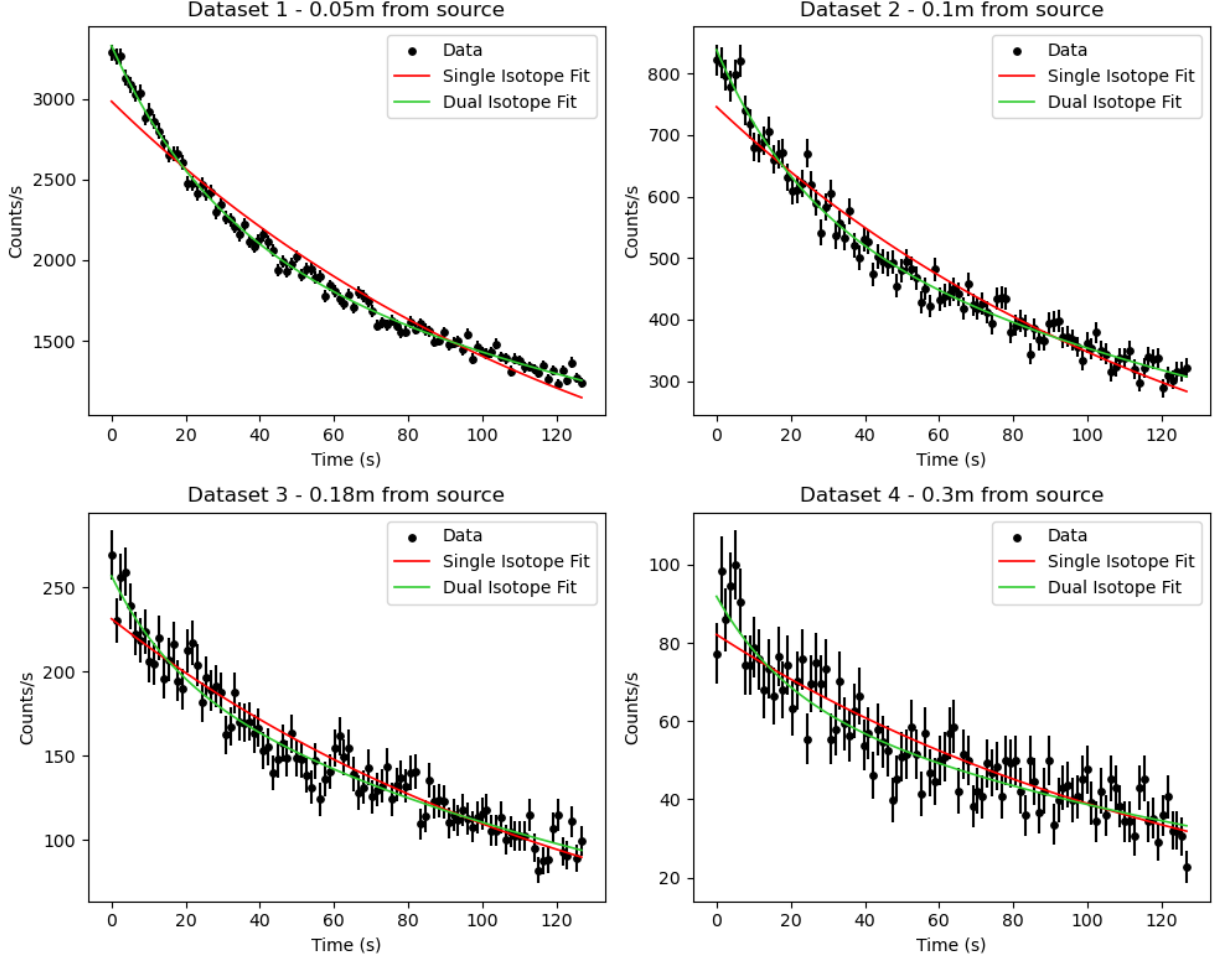 Dataset 1 - 0.05m from source
Counts/s
3000
2500
2000
1500
Data
Single Isotope Fit
Dual Isotope Fit
0 20 40 60 80 100 120
Time (s)
Dataset 2 - 0.1m from source
Counts/s
800
700
600
500
400
300
Data
Single Isotope Fit
Dual Isotope Fit
0 20 40 60 80 100 120
Time (s)
Dataset 3 - 0.18m from source
Counts/s
250
200
150
100
Data
Single Isotope Fit
Dual Isotope Fit
0 20 40 60 80 100 120
Time (s)
Dataset 4 - 0.3m from source
Counts/s
100
80
60
40
20
Data
Single Isotope Fit
Dual Isotope Fit
0 20 40 60 80 100 120
Time (s)